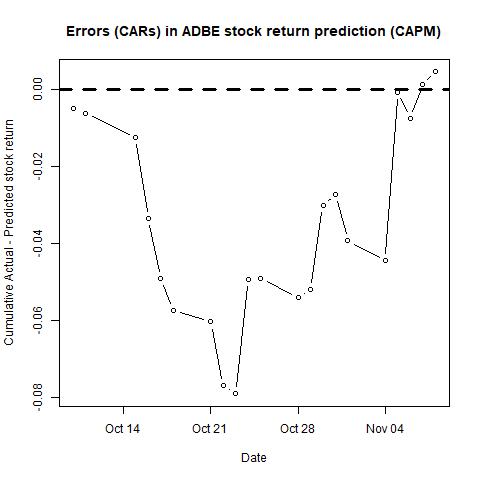 Errors (CARs) in ADBE stock return prediction (CAPM)
Cumulative Actual - Predicted stock return
0.00
-0.02
-0.04
-0.06
-0.08
Oct 14
Oct 21
Oct 28
Nov 04
Date